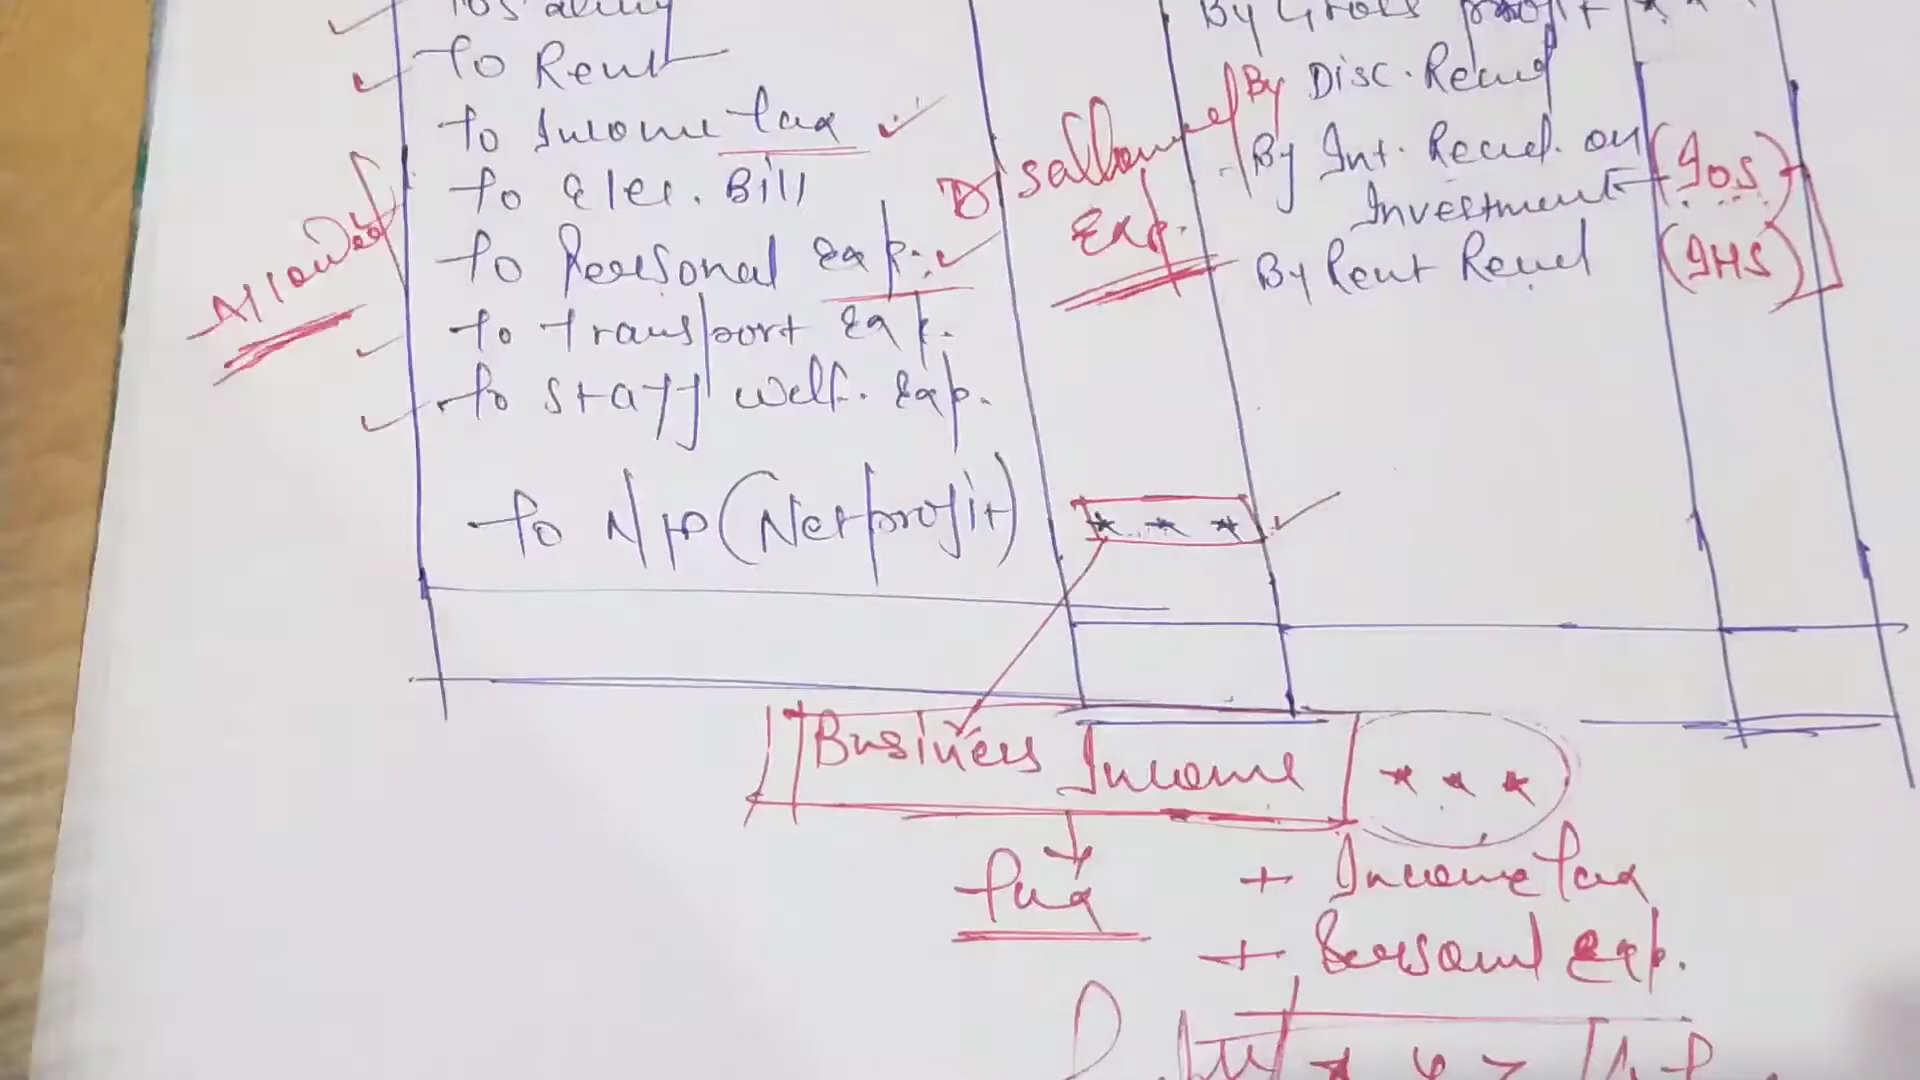 To Salary
To Rent
To Income tax
To Elec. Bill
To Personal Exp.
To transport Exp.
To Staff Welf. Exp.
To N/P (Net profit) * * *
Allowed
Disallowed
Exp.
By Gross profit * *
By Disc. Recd
By Int. Recd. on
Investment (IOS)
By Rent Recd (IHS)
Business Income * * *
Tax
+ Income Tax
+ Personal Exp.